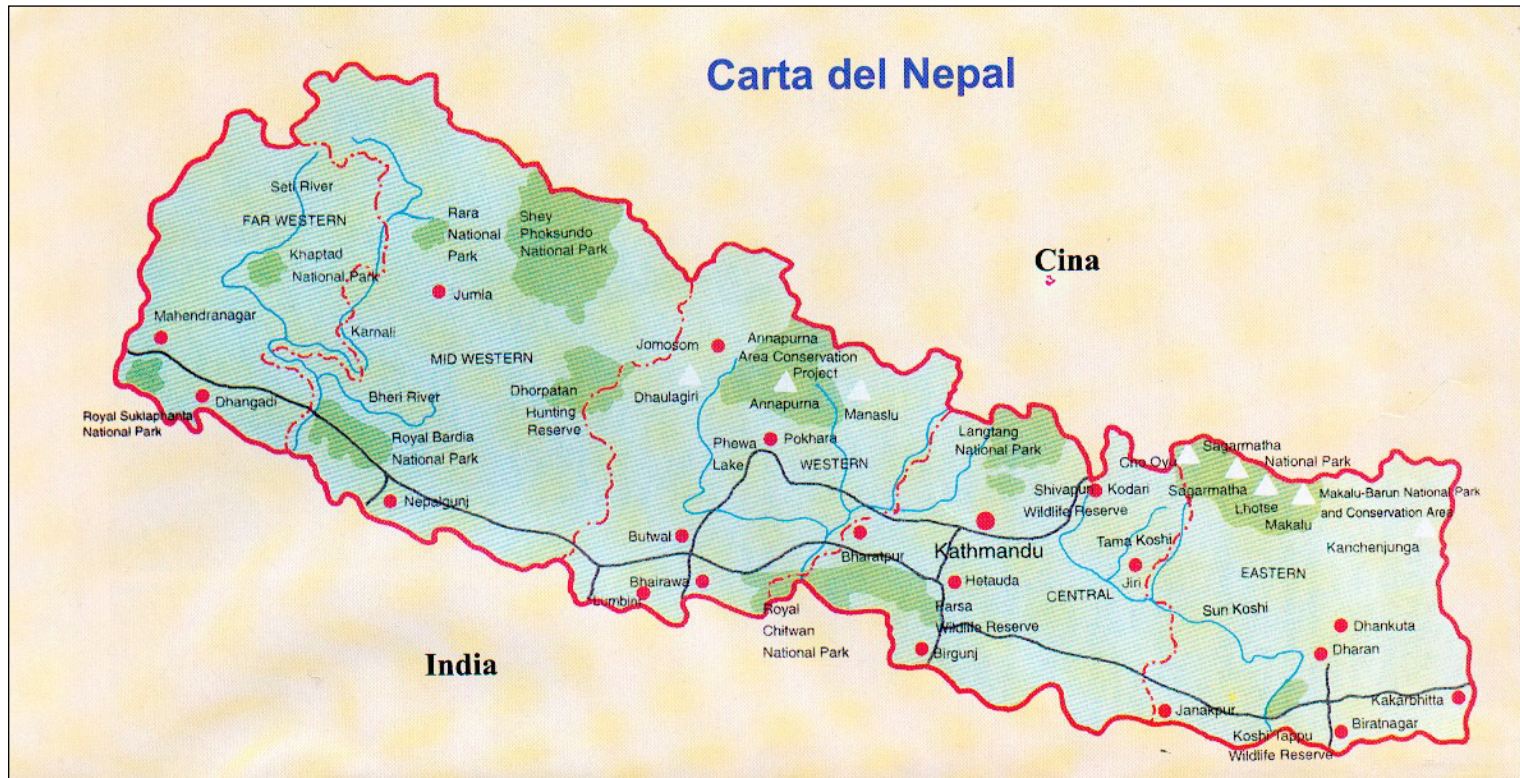 Carta del Nepal
Cina
India
Seti River
FAR WESTERN
Khaptad
National Park
Rara
National
Park
Shey
Phoksundo
National Park
Jumla
Karnali
Mahendranagar
MID WESTERN
Dhangadi
Royal Suklaphanta
National Park
Bheri River
Royal Bardia
National Park
Nepalgunj
Dhorpatan
Hunting
Reserve
Jomosom
Annapurna
Area Conservation
Project
Dhaulagiri
Annapurna
Manaslu
Phewa
Lake
Pokhara
WESTERN
Langtang
National Park
Shivapuri
Wildlife Reserve
Kodari
Cho Oyu
Sagarmatha
National Park
Sagarmatha
Lhotse
Makalu
Makalu-Barun National Park
and Conservation Area
Kanchenjunga
Butwal
Bhairawa
Lumbini
Bharatpur
Kathmandu
Hetauda
Tama Koshi
Jiri
CENTRAL
EASTERN
Sun Koshi
Royal
Chitwan
National Park
Parsa
Wildlife Reserve
Birgunj
Dhankuta
Dharan
Janakpur
Kakarbhitta
Biratnagar
Koshi Tappu
Wildlife Reserve